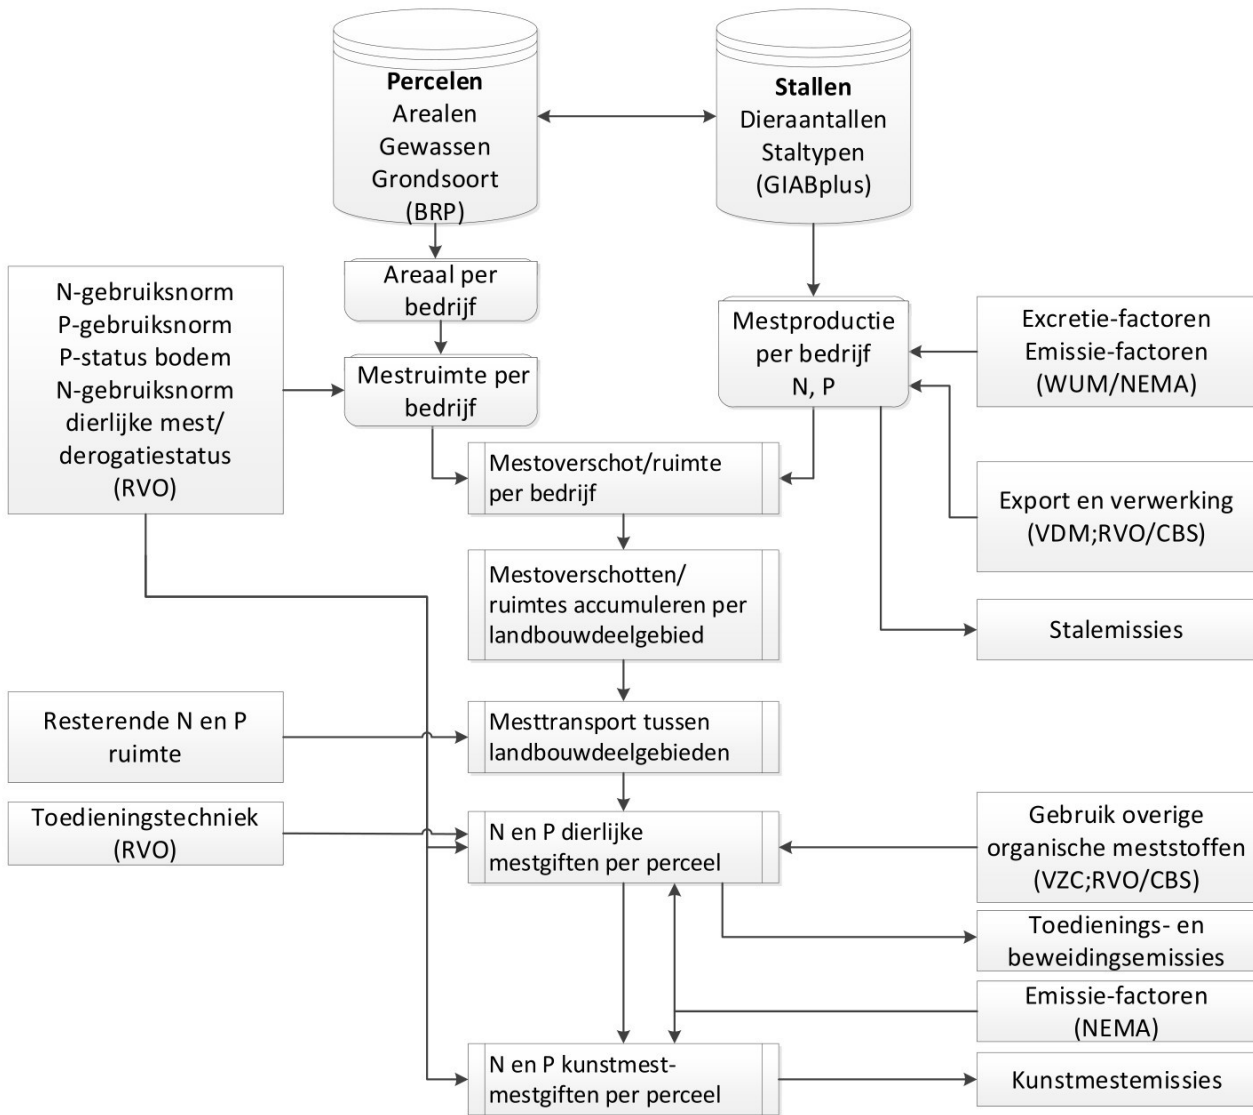 Percelen
Arealen
Gewassen
Grondsoort
(BRP)
Stallen
Dieraantallen
Staltypen
(GIABplus)
Areaal per
bedrijf
N-gebruiksnorm
P-gebruiksnorm
P-status bodem
N-gebruiksnorm
dierlijke mest/
derogatiestatus
(RVO)
Mestruimte per
bedrijf
Mestproductie
per bedrijf
N, P
Excretie-factoren
Emissie-factoren
(WUM/NEMA)
Mestoverschot/ruimte
per bedrijf
Export en verwerking
(VDM;RVO/CBS)
Mestoverschotten/
ruimtes accumuleren per
landbouwdeelgebied
Stalemissies
Resterende N en P
ruimte
Mesttransport tussen
landbouwdeelgebieden
Toedieningstechniek
(RVO)
N en P dierlijke
mestgiften per perceel
Gebruik overige
organische meststoffen
(VZC;RVO/CBS)
Toedienings- en
beweidingsemissies
Emissie-factoren
(NEMA)
N en P kunstmest-
mestgiften per perceel
Kunstmestemissies